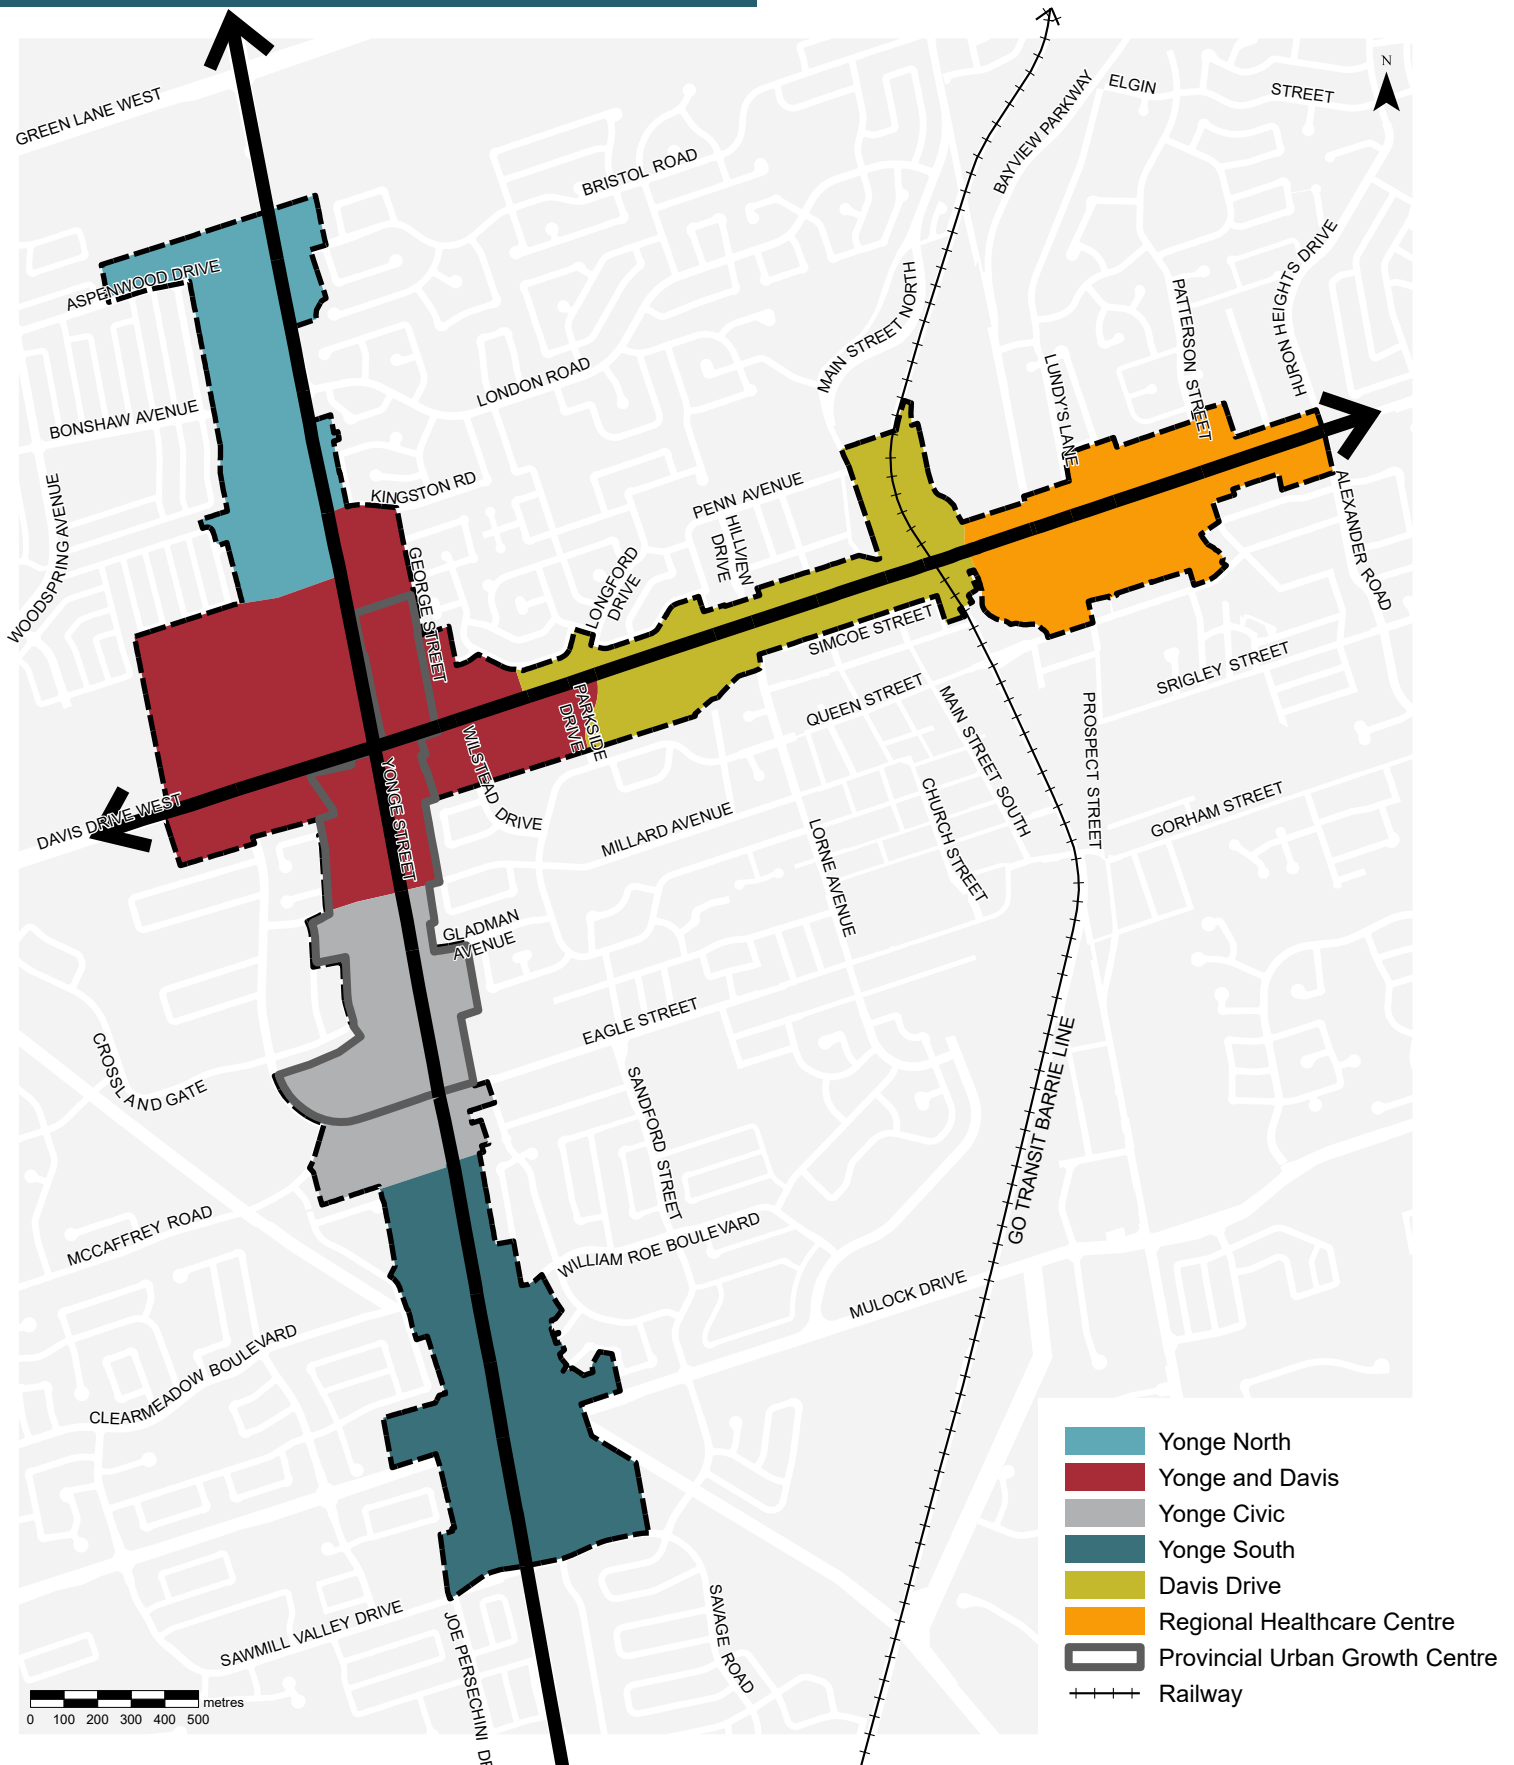 N
GREEN LANE WEST
BRISTOL ROAD
BAYVIEW PARKWAY
ELGIN STREET
ASPENWOOD DRIVE
MAIN STREET NORTH
PATTERSON STREET
HURON HEIGHTS DRIVE
LONDON ROAD
LUNDY'S LANE
BONSHAW AVENUE
WOODSPRING AVENUE
KINGSTON RD
PENN AVENUE
HILLVIEW
DRIVE
ALEXANDER ROAD
GEORGE STREET
LONGFORD
DRIVE
SIMCOE STREET
SRIGLEY STREET
QUEEN STREET
MAIN STREET SOUTH
PROSPECT STREET
PARKSIDE
DRIVE
WILSTEAD DRIVE
DAVIS DRIVE WEST
YONGE STREET
MILLARD AVENUE
LORNE AVENUE
CHURCH STREET
GORHAM STREET
GLADMAN
AVENUE
EAGLE STREET
CROSSLAND GATE
SANDFORD STREET
GO TRANSIT BARRIE LINE
MCCAFFREY ROAD
WILLIAM ROE BOULEVARD
MULOCK DRIVE
CLEARMEADOW BOULEVARD
SAWMILL VALLEY DRIVE
JOE PERSECHINI DR
SAVAGE ROAD
Yonge North
Yonge and Davis
Yonge Civic
Yonge South
Davis Drive
Regional Healthcare Centre
Provincial Urban Growth Centre
Railway
metres
0 100 200 300 400 500